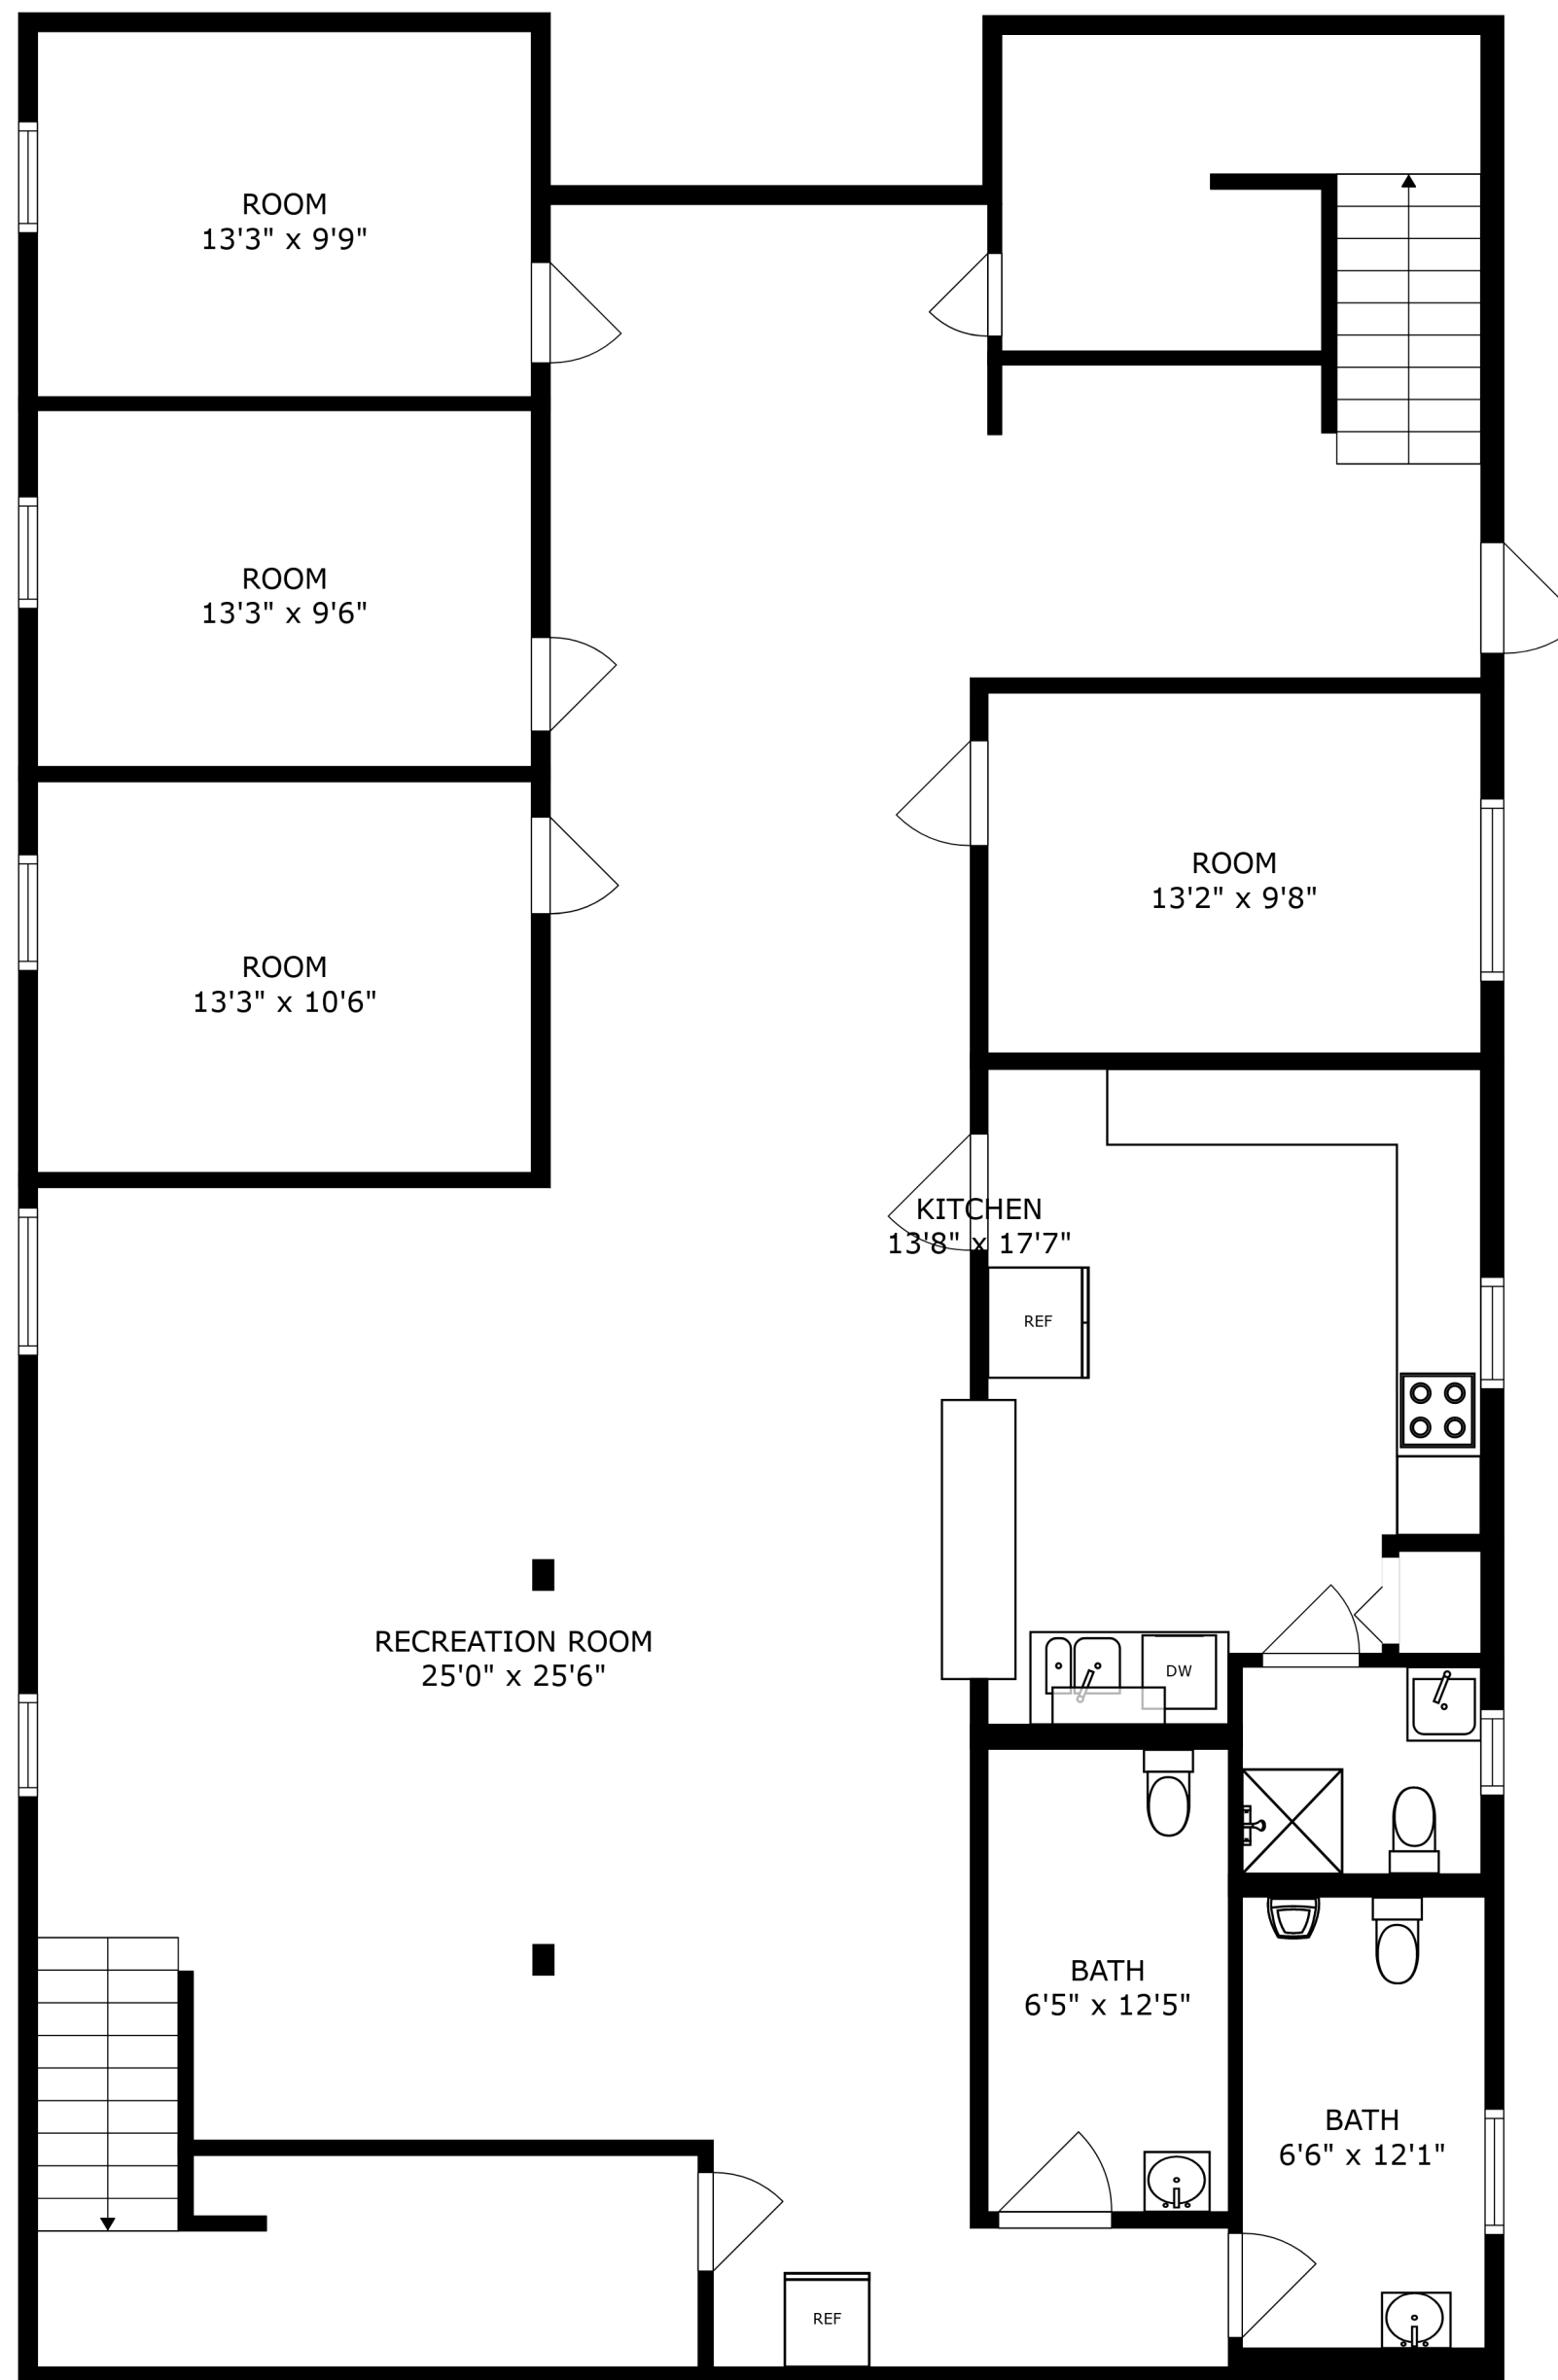 ROOM
13'3" x 9'9"
ROOM
13'3" x 9'6"
ROOM
13'2" x 9'8"
ROOM
13'3" x 10'6"
KITCHEN
13'8" x 17'7"
REF
RECREATION ROOM
25'0" x 25'6"
DW
BATH
6'5" x 12'5"
BATH
6'6" x 12'1"
REF